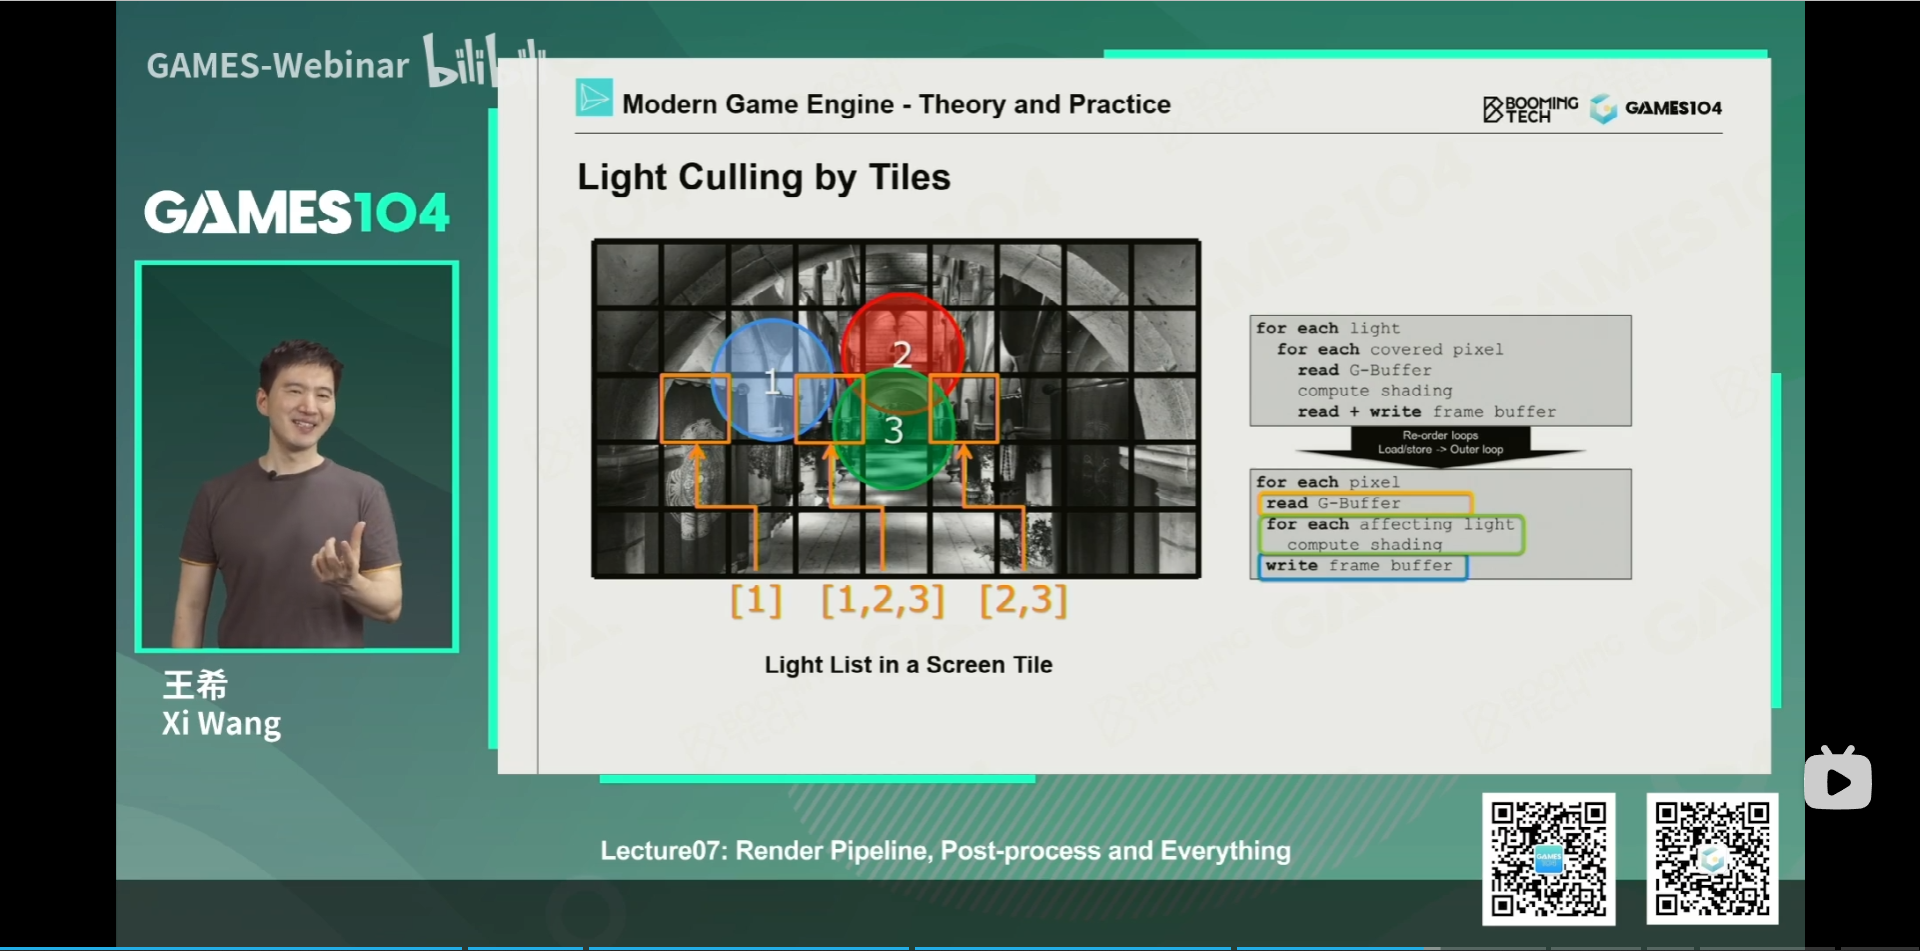 GAMES-Webinar
bilibili
Modern Game Engine - Theory and Practice
BOOMING TECH
GAMES104
Light Culling by Tiles
GAMES104
1
2
3
[1]
[1,2,3]
[2,3]
Light List in a Screen Tile
for each light
for each covered pixel
read G-Buffer
compute shading
read + write frame buffer
Re-order loops
Load/store -> Outer loop
for each pixel
read G-Buffer
for each affecting light
compute shading
write frame buffer
王希
Xi Wang
Lecture07: Render Pipeline, Post-process and Everything
GAMES